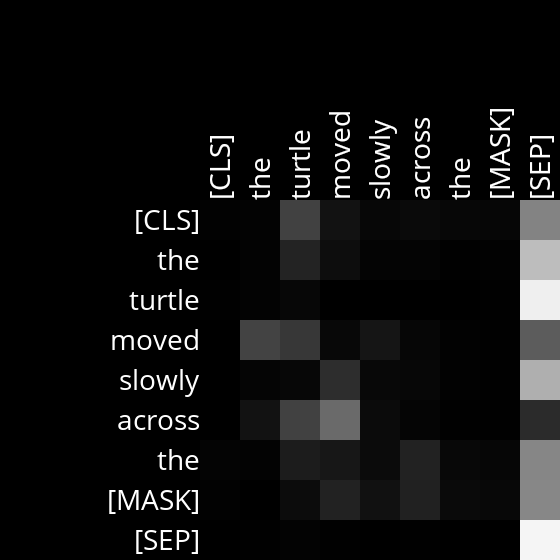 [CLS] the turtle moved slowly across the [MASK] [SEP]
[CLS]
the
turtle
moved
slowly
across
the
[MASK]
[SEP]